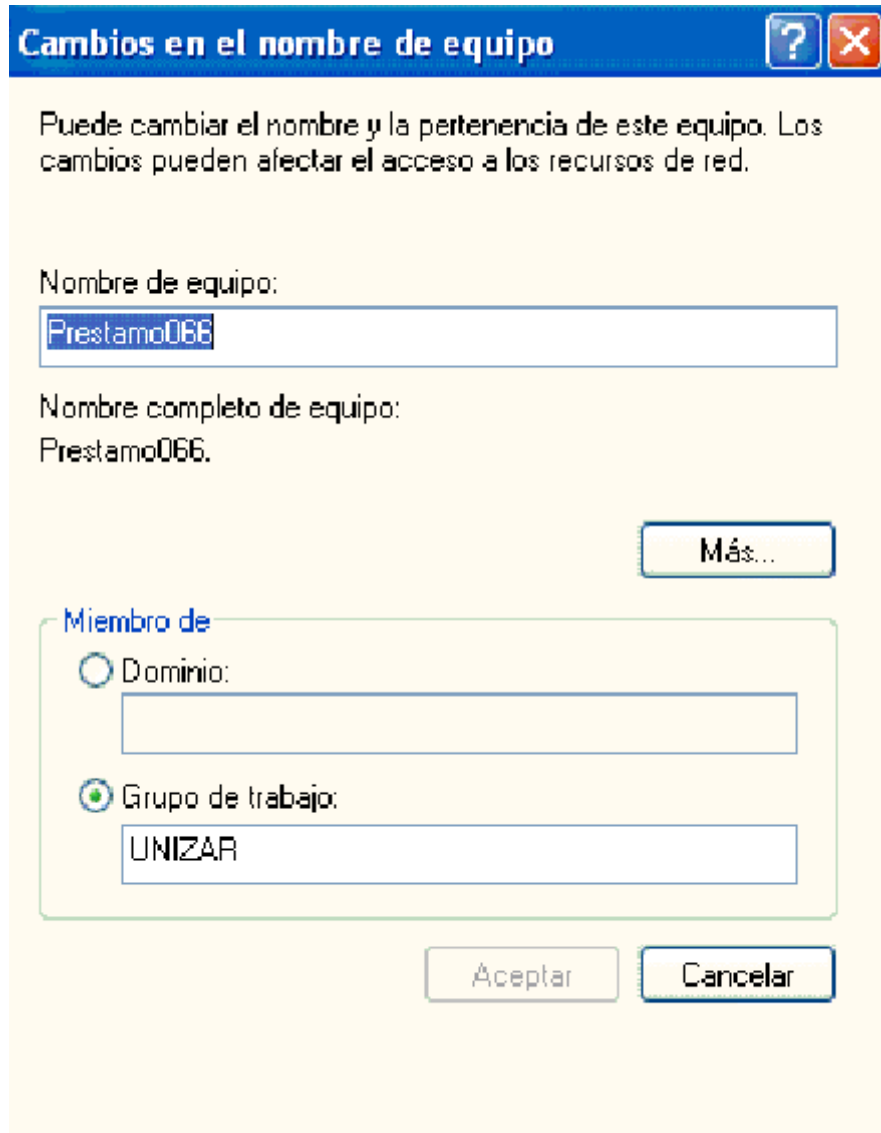 Cambios en el nombre de equipo
Puede cambiar el nombre y la pertenencia de este equipo. Los
cambios pueden afectar el acceso a los recursos de red.
Nombre de equipo:
Prestamo066
Nombre completo de equipo:
Prestamo066.
Más...
Miembro de
Dominio:
Grupo de trabajo:
UNIZAR
Aceptar
Cancelar